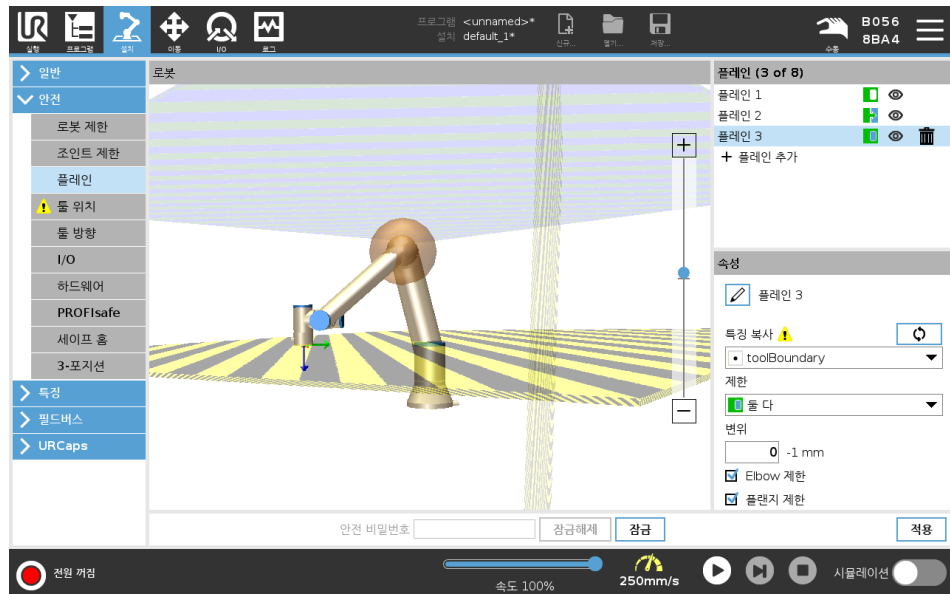 UR
프로그램 <unnamed>*
설치 default_1*
B056
8BA4
실행
프로그램
설치
이동
I/O
로그
신규...
열기...
저장...
수동
일반
안전
로봇 제한
조인트 제한
플레인
툴 위치
툴 방향
I/O
하드웨어
PROFIsafe
세이프 홈
3-포지션
특징
필드버스
URCaps
로봇
플레인 (3 of 8)
플레인 1
플레인 2
플레인 3
+ 플레인 추가
속성
플레인 3
특징 복사
toolBoundary
제한
둘 다
변위
0 -1 mm
Elbow 제한
플랜지 제한
안전 비밀번호
잠금해제
잠금
적용
전원 꺼짐
속도 100%
250mm/s
시뮬레이션